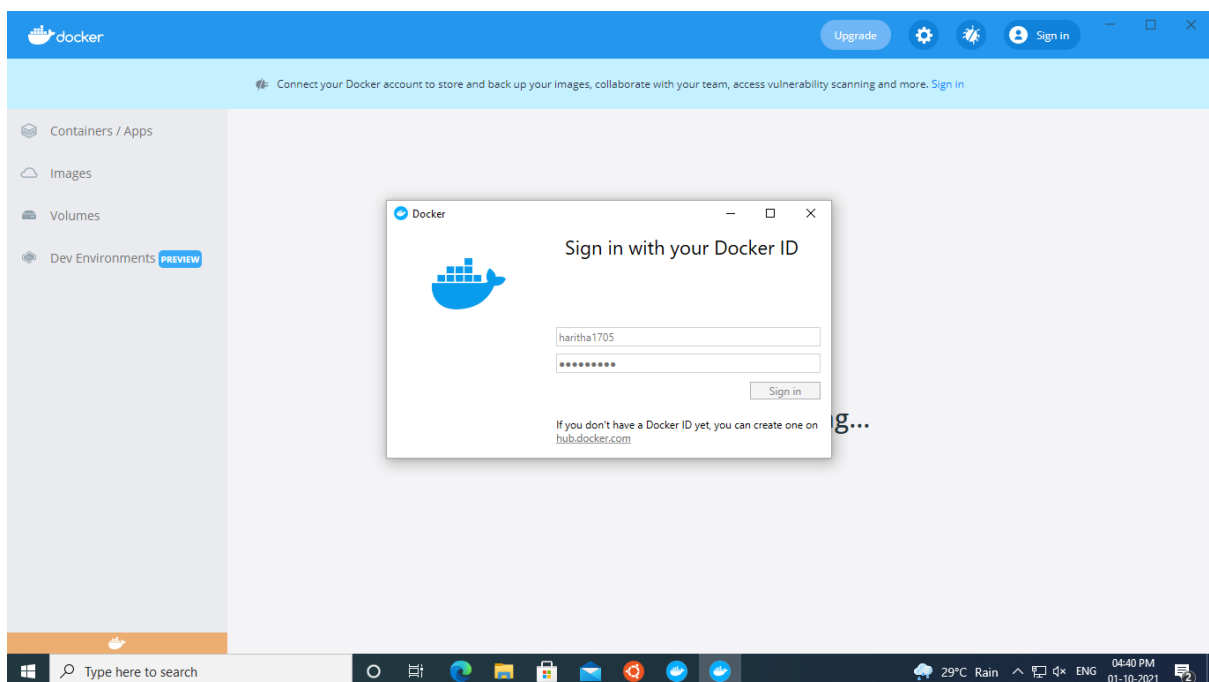 docker
Upgrade
Sign in
Connect your Docker account to store and back up your images, collaborate with your team, access vulnerability scanning and more. Sign in
Containers / Apps
Images
Volumes
Dev Environments PREVIEW
Docker
Sign in with your Docker ID
haritha1705
Sign in
If you don't have a Docker ID yet, you can create one on
hub.docker.com
g...
Type here to search
29°C Rain
ENG
04:40 PM
01-10-2021
2